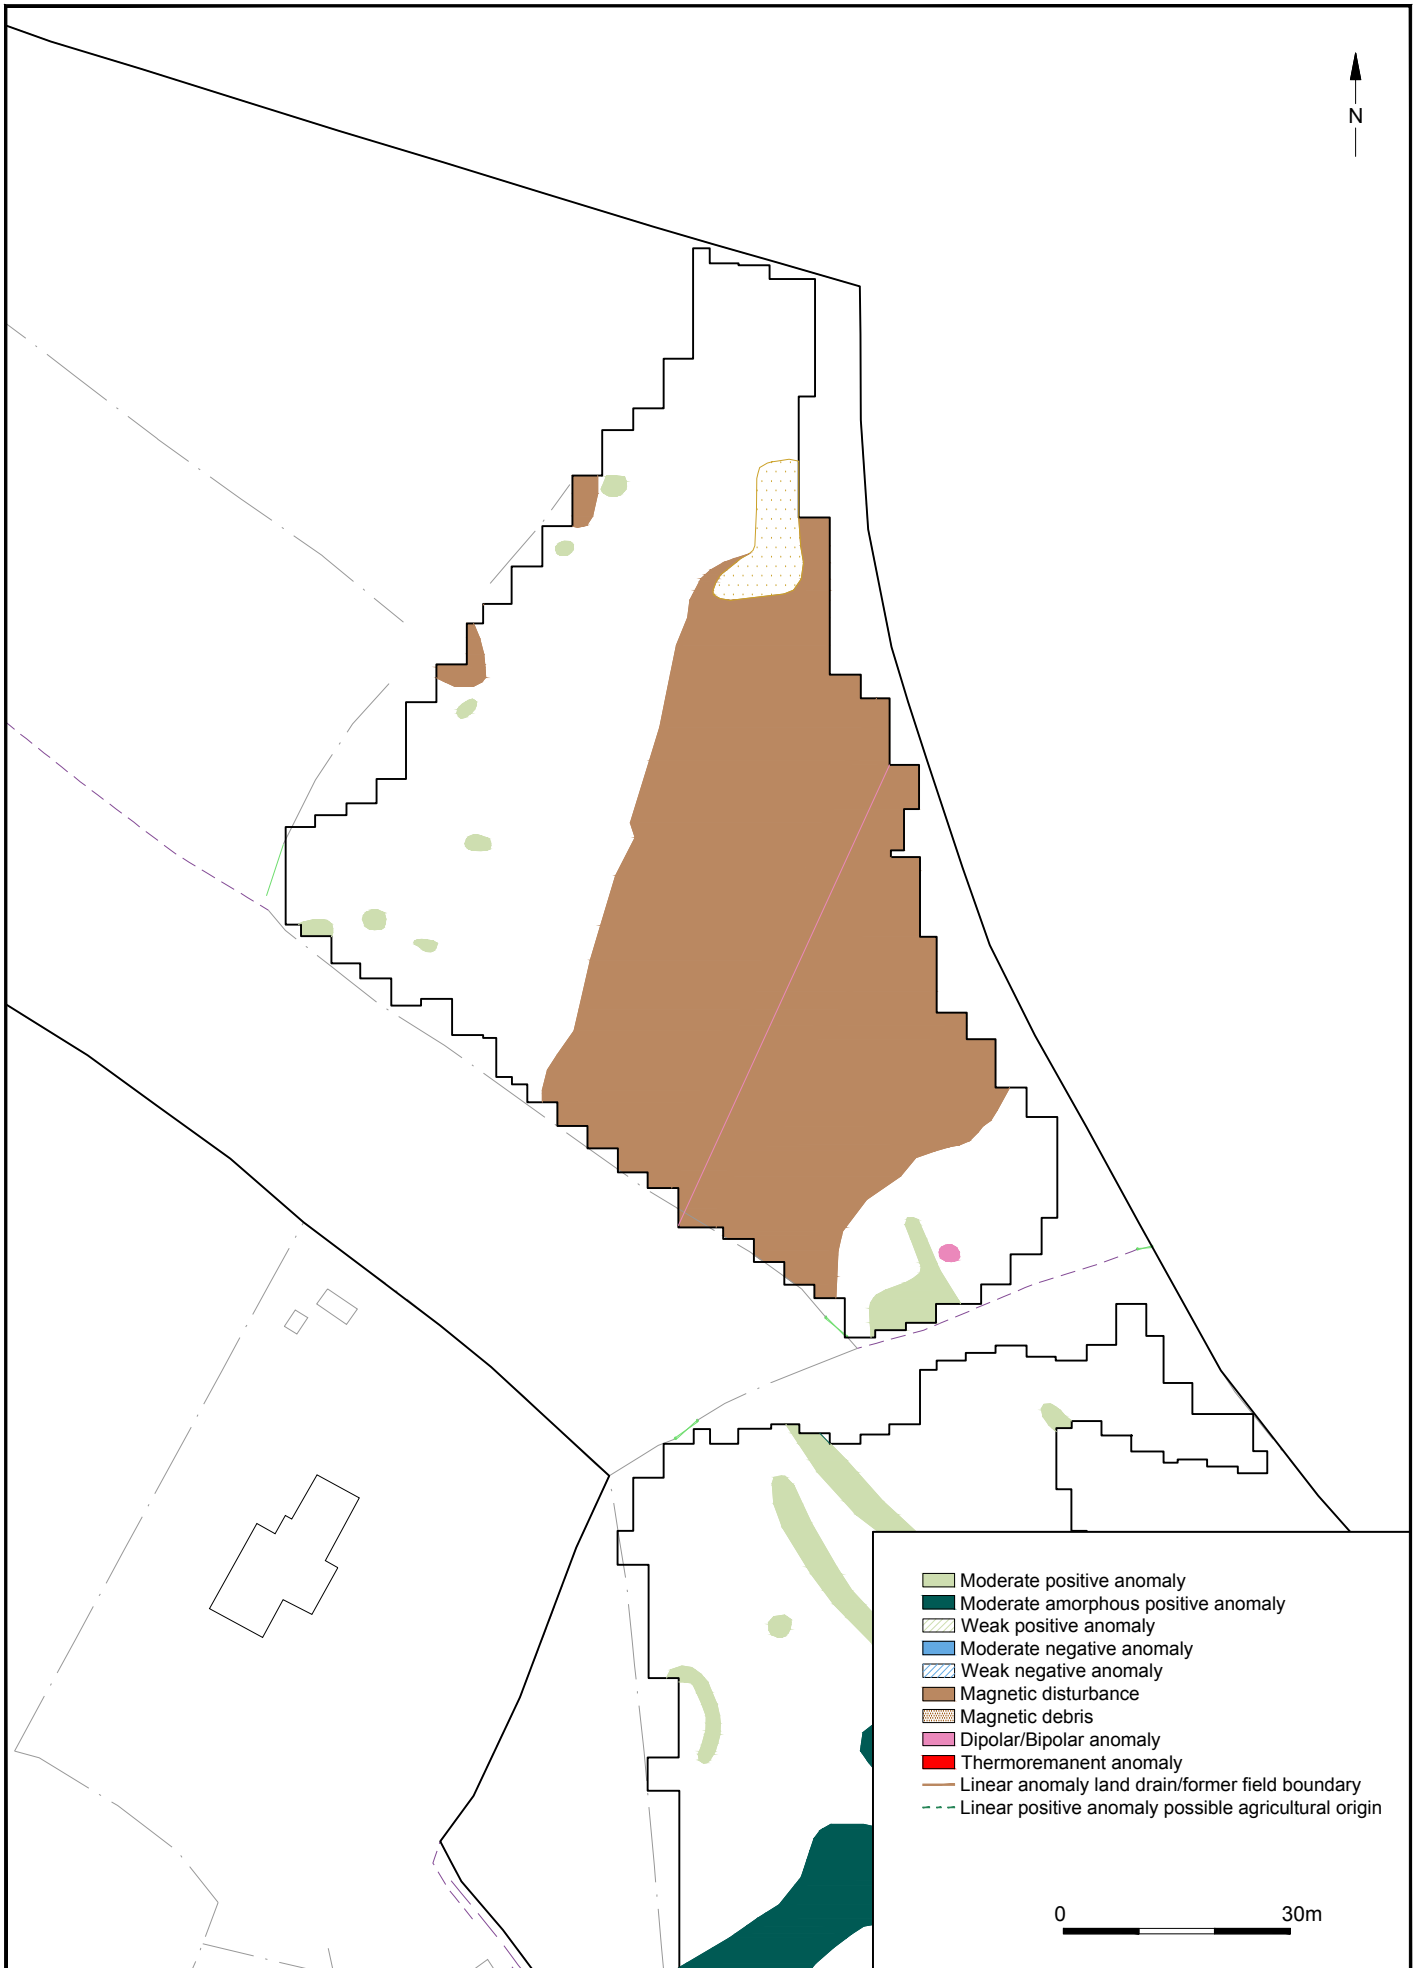 N
Moderate positive anomaly
Moderate amorphous positive anomaly
Weak positive anomaly
Moderate negative anomaly
Weak negative anomaly
Magnetic disturbance
Magnetic debris
Dipolar/Bipolar anomaly
Thermoremanent anomaly
Linear anomaly land drain/former field boundary
Linear positive anomaly possible agricultural origin
0 30m